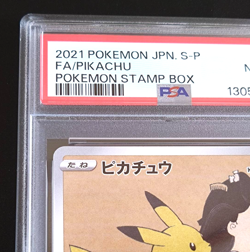 2021 POKEMON JPN. S-P
FA/PIKACHU
POKEMON STAMP BOX
1305
PSA
たね ピカチュウ